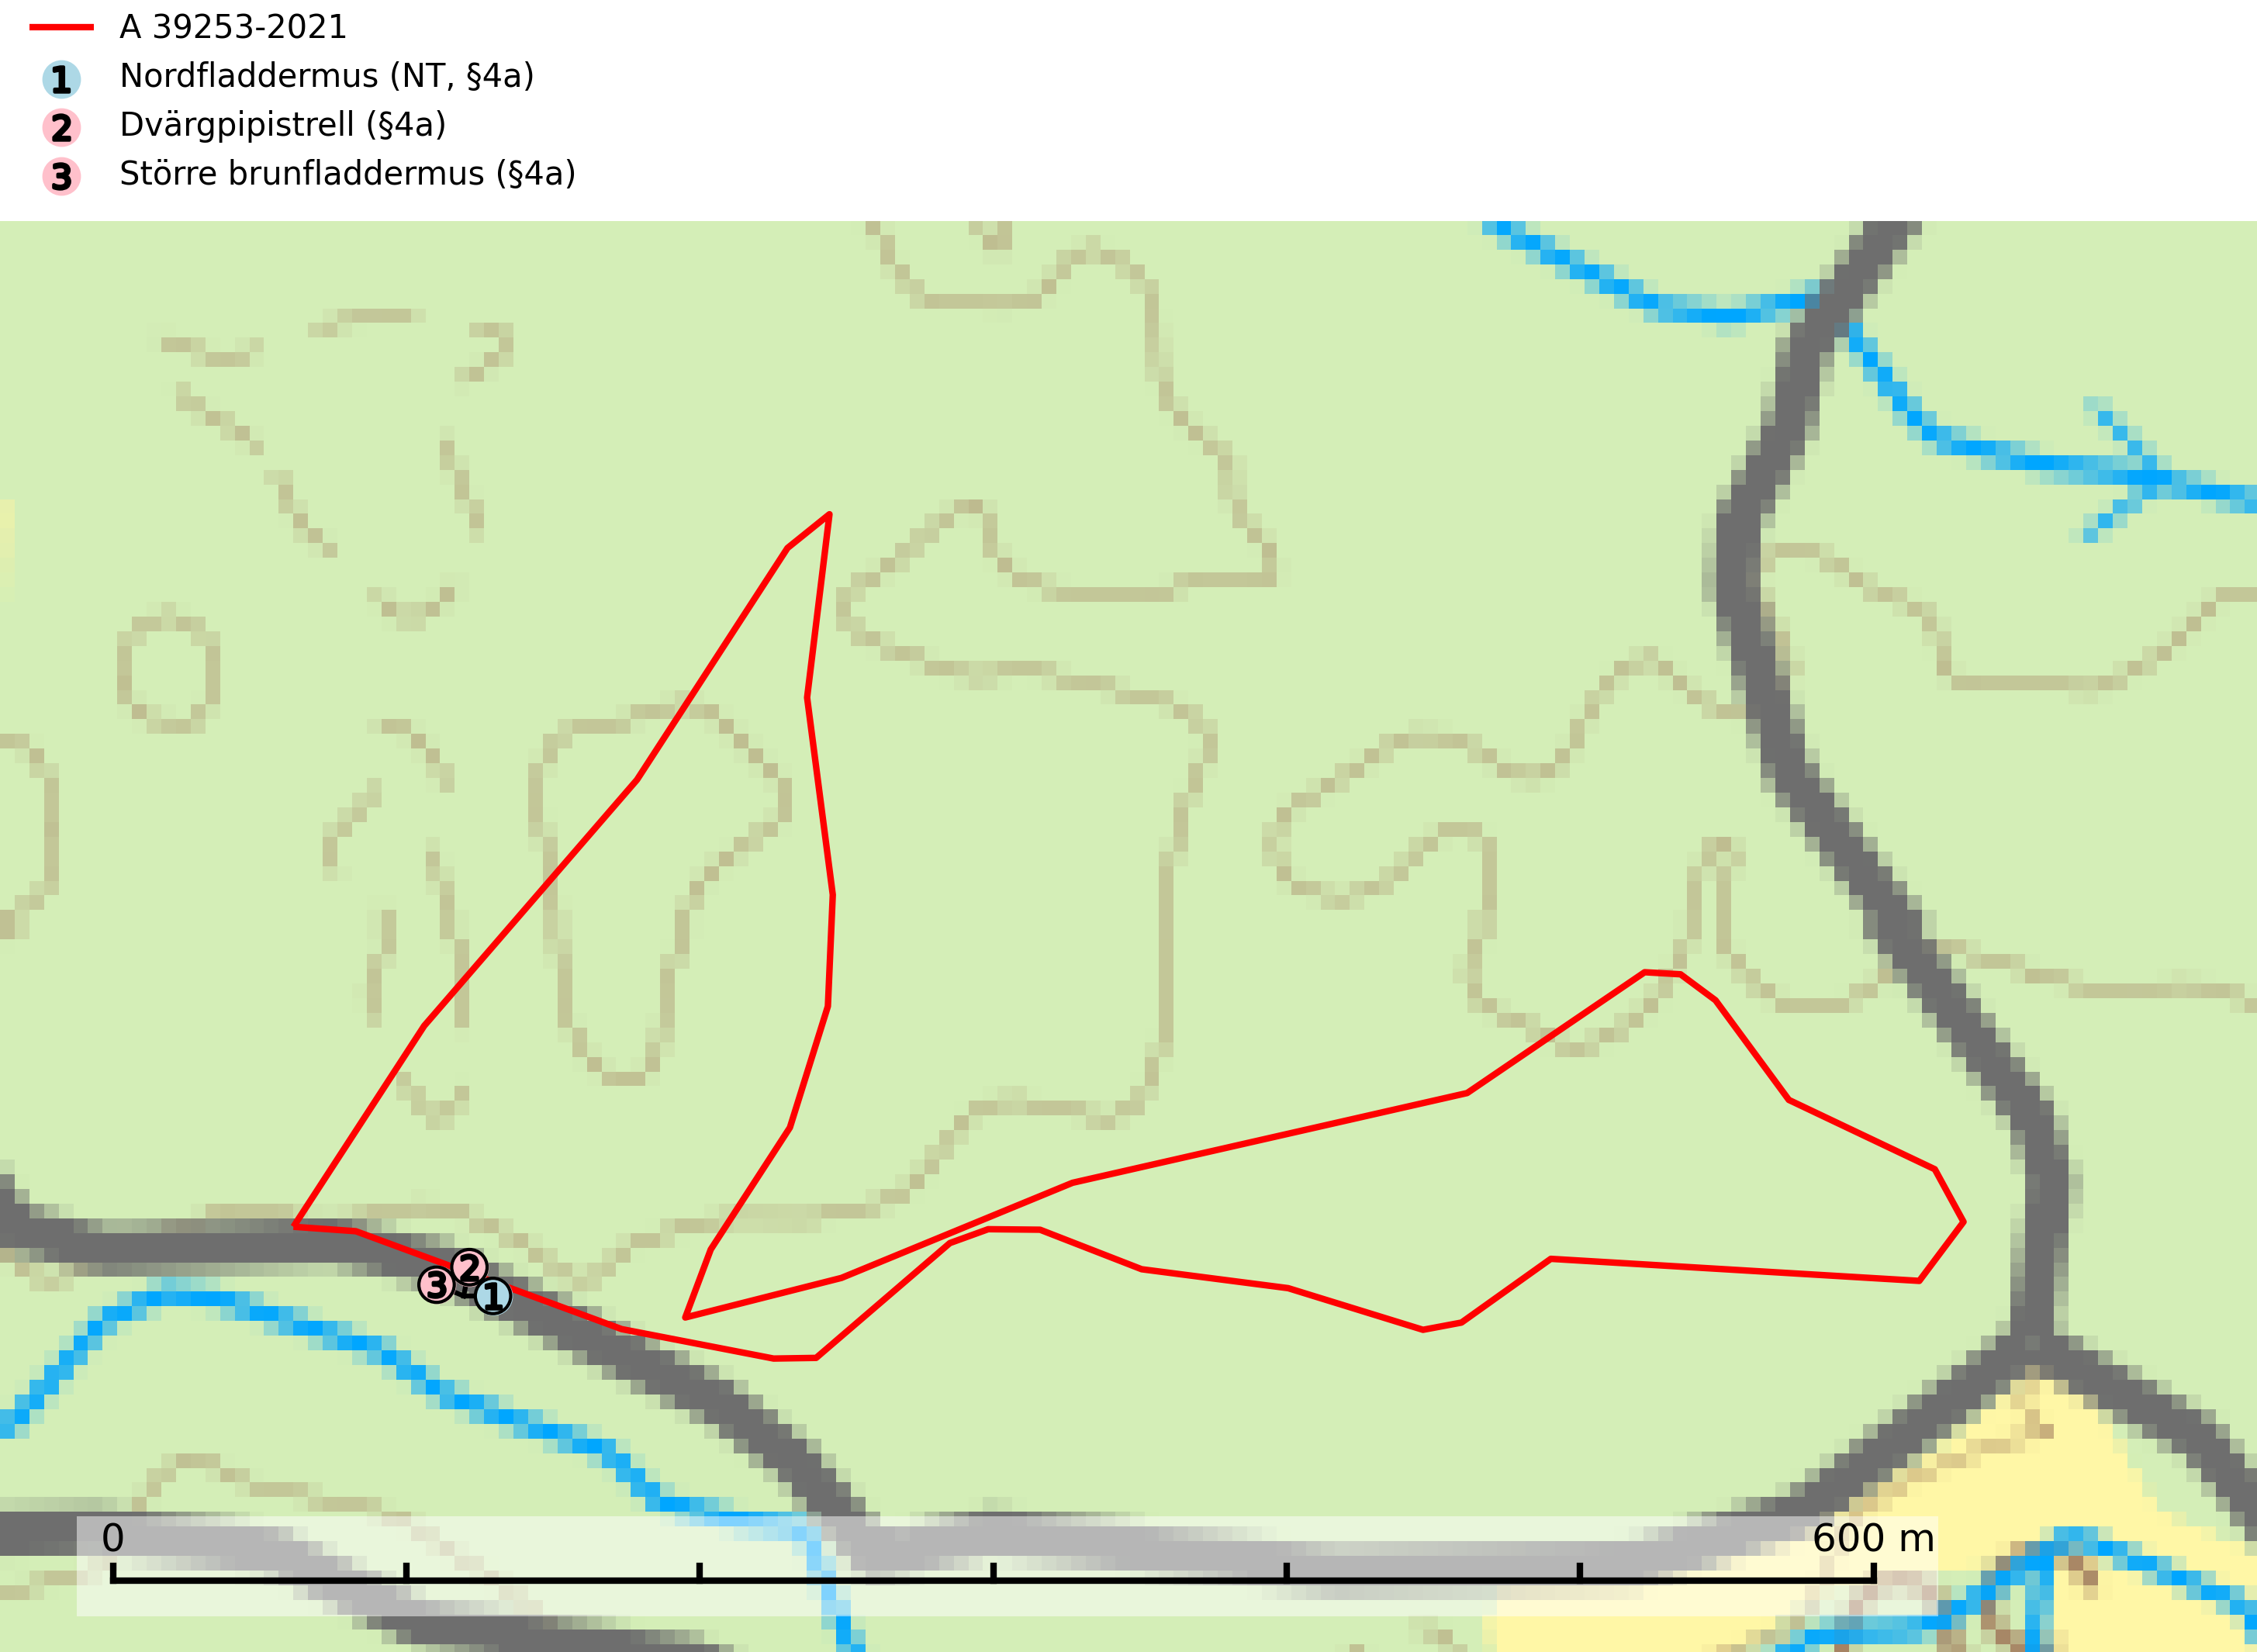 A 39253-2021
1 Nordfladdermus (NT, §4a)
2 Dvärgpipistrell (§4a)
3 Större brunfladdermus (§4a)
2
3
1
0 600 m